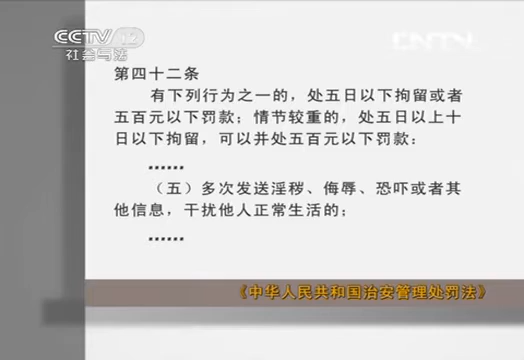 CCTV 12
社会与法
CNTV
第四十二条
有下列行为之一的，处五日以下拘留或者
五百元以下罚款；情节较重的，处五日以上十
日以下拘留，可以并处五百元以下罚款：
……
（五）多次发送淫秽、侮辱、恐吓或者其
他信息，干扰他人正常生活的；
……
《中华人民共和国治安管理处罚法》